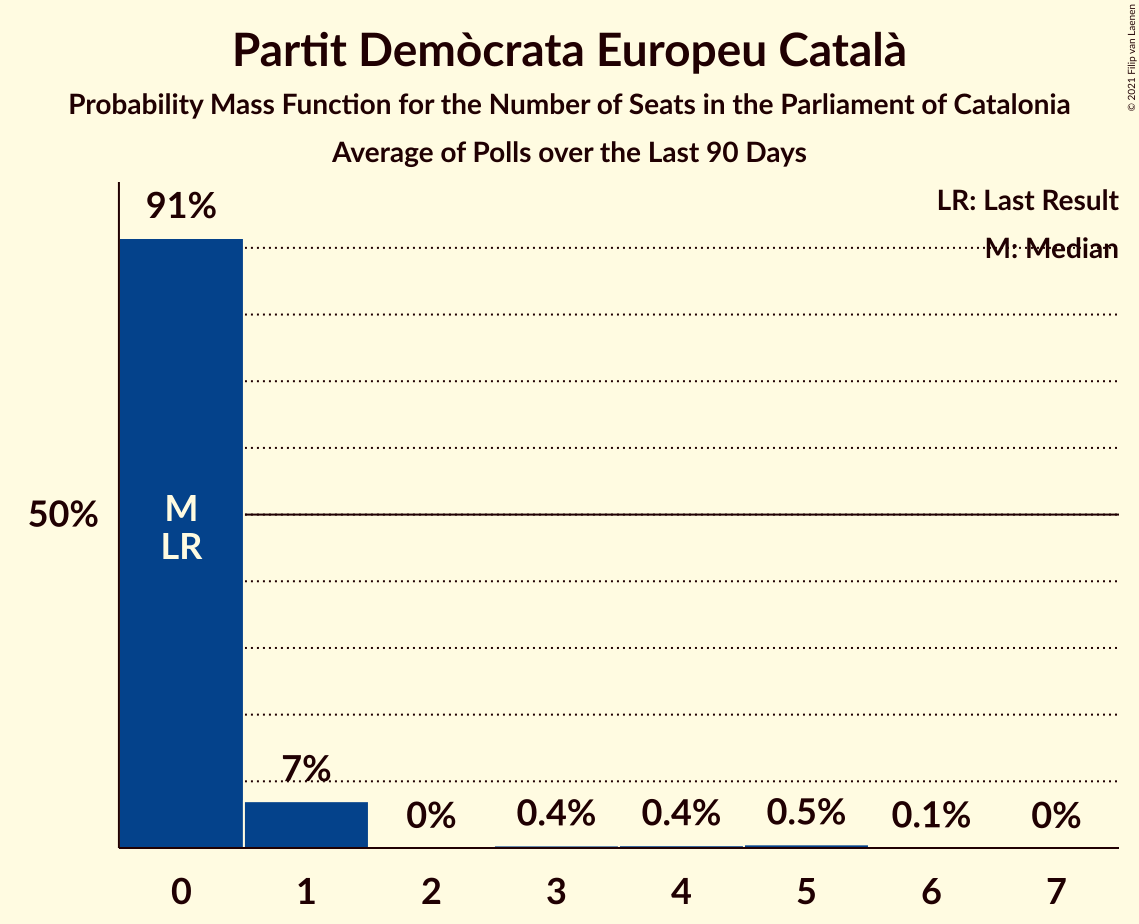 Partit Demòcrata Europeu Català
Probability Mass Function for the Number of Seats in the Parliament of Catalonia
Average of Polls over the Last 90 Days
© 2021 Filip van Laenen
LR: Last Result
M: Median
91%
50%
M
LR
7%
0%
0.4%
0.4%
0.5%
0.1%
0%
0 1 2 3 4 5 6 7